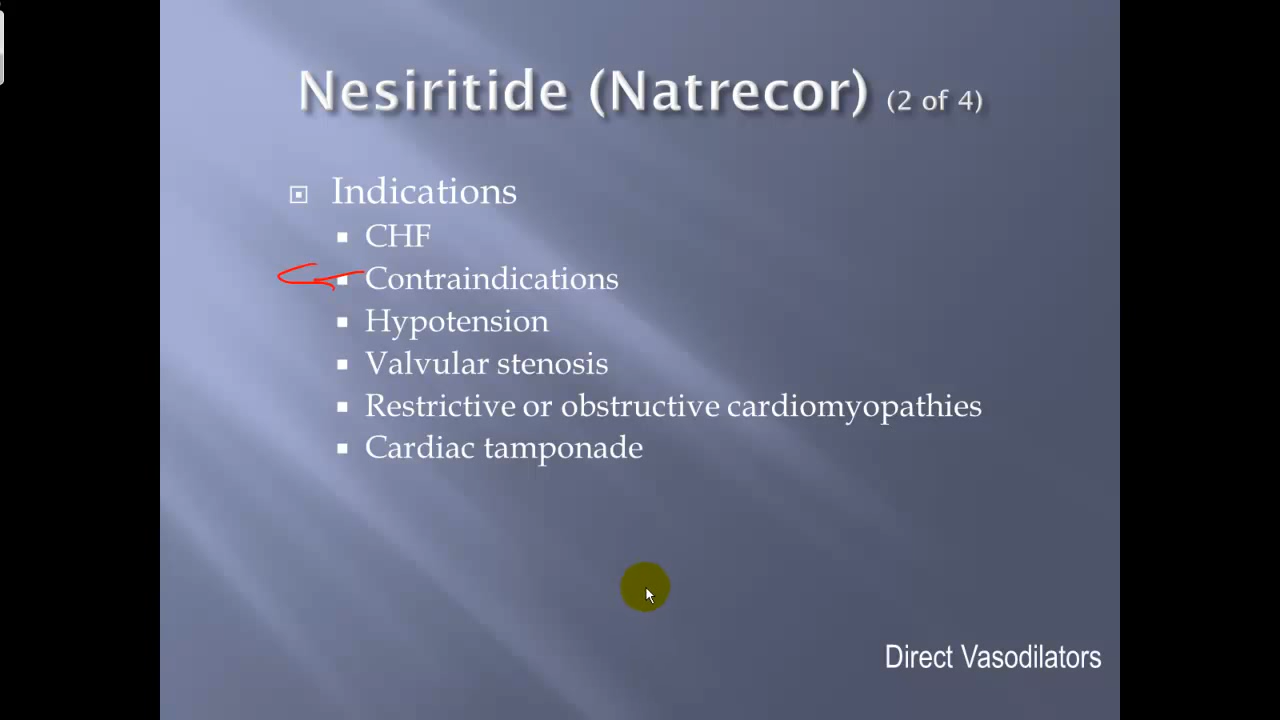 Nesiritide (Natrecor) (2 of 4)
Indications
CHF
Contraindications
Hypotension
Valvular stenosis
Restrictive or obstructive cardiomyopathies
Cardiac tamponade
Direct Vasodilators